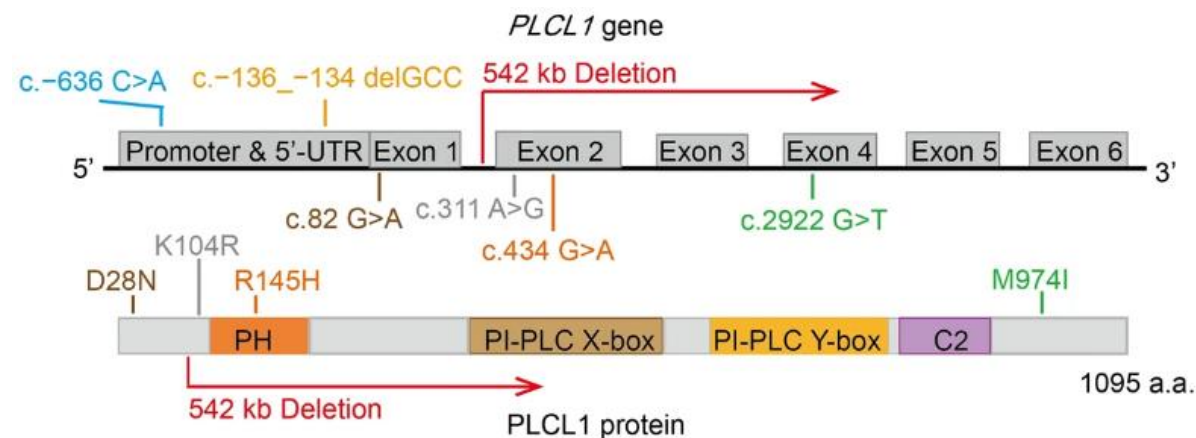 PLCL1 gene
c.−636 C>A
c.−136_−134 delGCC
542 kb Deletion
5’ Promoter & 5’-UTR Exon 1 Exon 2 Exon 3 Exon 4 Exon 5 Exon 6 3’
c.82 G>A
c.311 A>G
c.434 G>A
c.2922 G>T
K104R
D28N
R145H
M974I
PH PI-PLC X-box PI-PLC Y-box C2
1095 a.a.
542 kb Deletion
PLCL1 protein